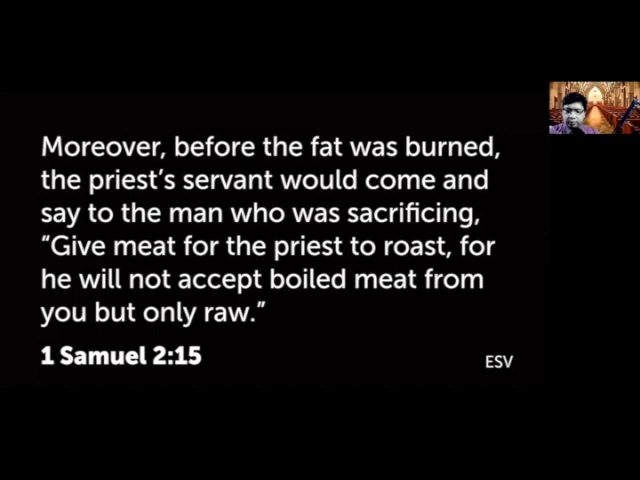 Moreover, before the fat was burned,
the priest’s servant would come and
say to the man who was sacrificing,
“Give meat for the priest to roast, for
he will not accept boiled meat from
you but only raw.”
1 Samuel 2:15
ESV